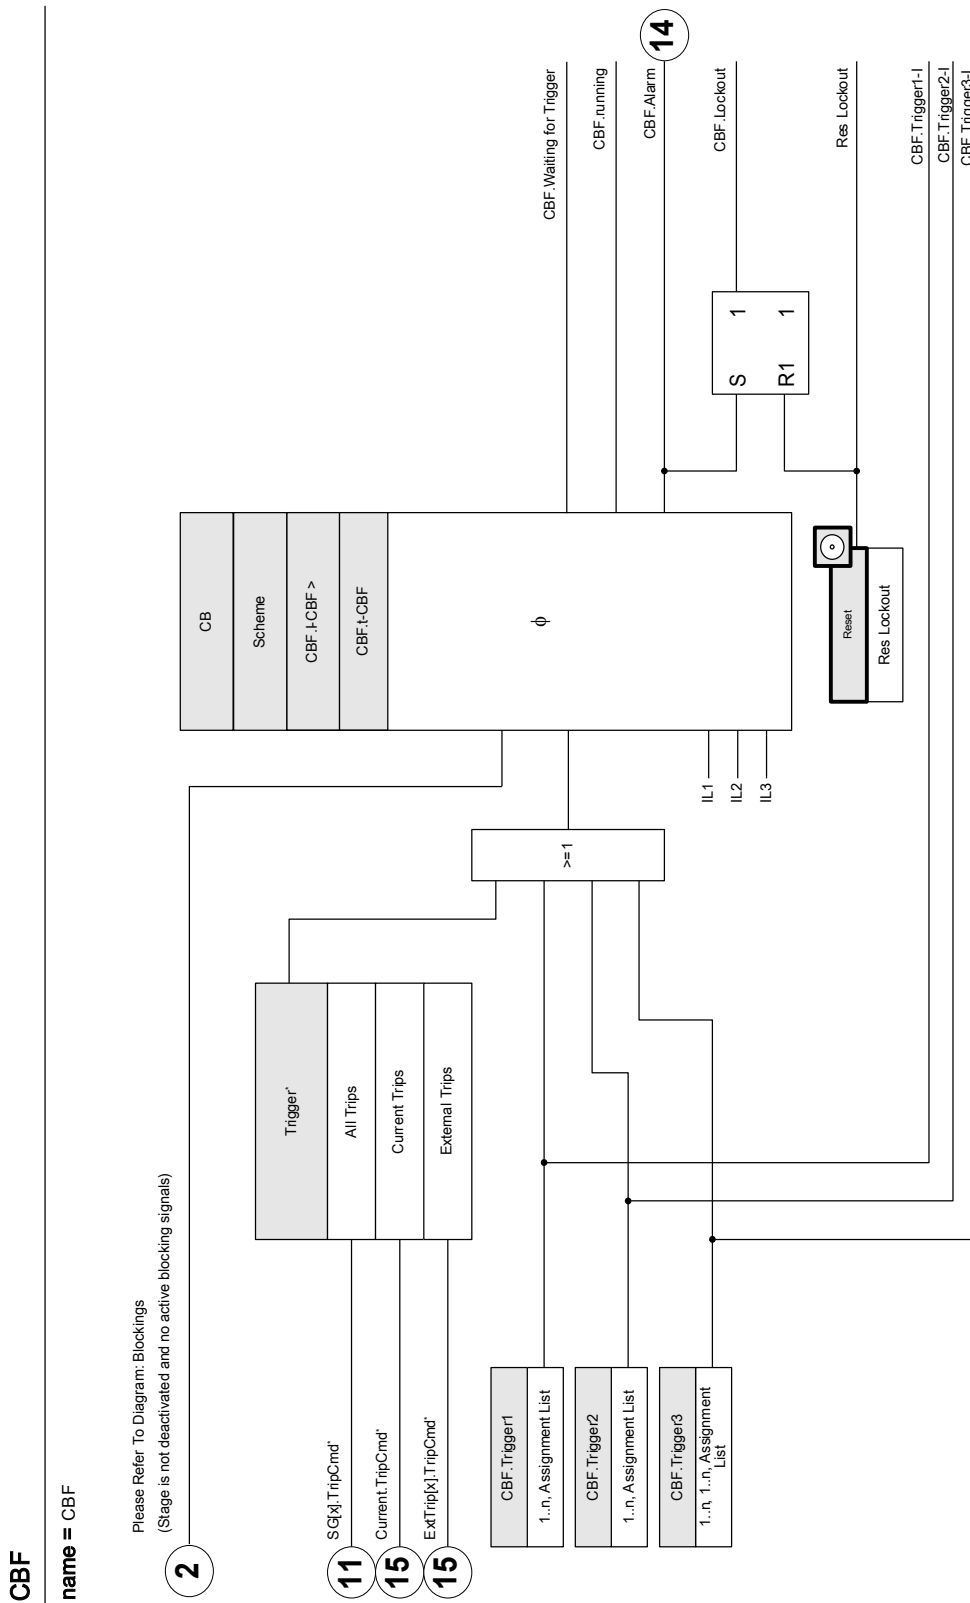 CBF
name = CBF
Please Refer To Diagram: Blockings
(Stage is not deactivated and no active blocking signals)
2
SG[x].TripCmd*
11
Current.TripCmd*
15
ExtTrip[x].TripCmd*
15
Trigger*
All Trips
Current Trips
External Trips
CBF.Trigger1
1..n, Assignment List
CBF.Trigger2
1..n, Assignment List
CBF.Trigger3
1..n, 1..n, Assignment
List
>=1
IL1
IL2
IL3
CB
Scheme
CBF.I-CBF >
CBF.t-CBF
ϕ
Reset
Res Lockout
S 1
R1 1
CBF.Waiting for Trigger
CBF.running
CBF.Alarm
14
CBF.Lockout
Res Lockout
CBF.Trigger1-I
CBF.Trigger2-I
CBF.Trigger3-I